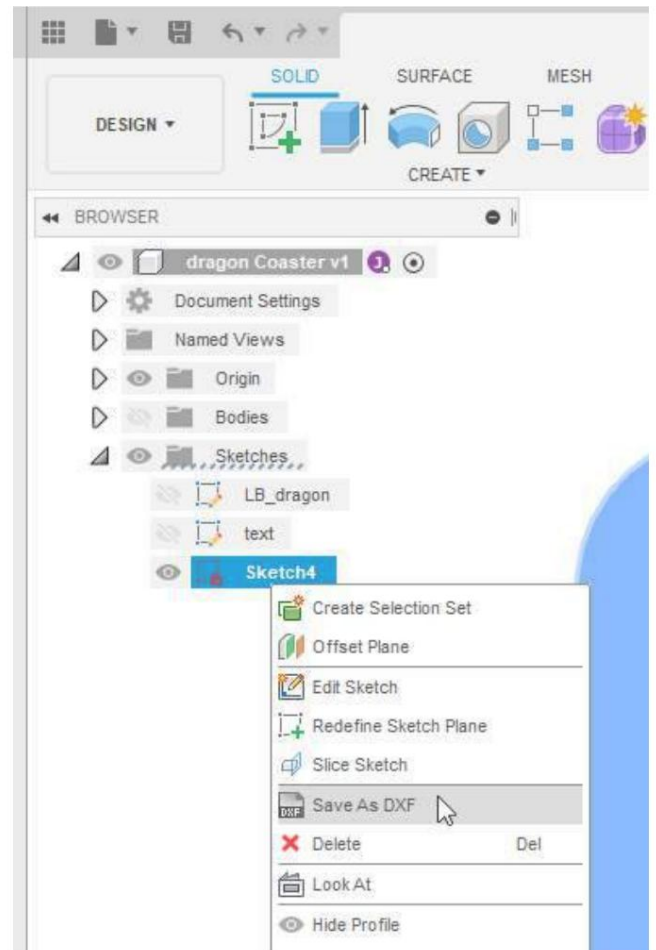 SOLID SURFACE MESH
DESIGN
CREATE
BROWSER
dragon Coaster v1 J
Document Settings
Named Views
Origin
Bodies
Sketches
LB_dragon
text
Sketch4
Create Selection Set
Offset Plane
Edit Sketch
Redefine Sketch Plane
Slice Sketch
DXF Save As DXF
Delete Del
Look At
Hide Profile